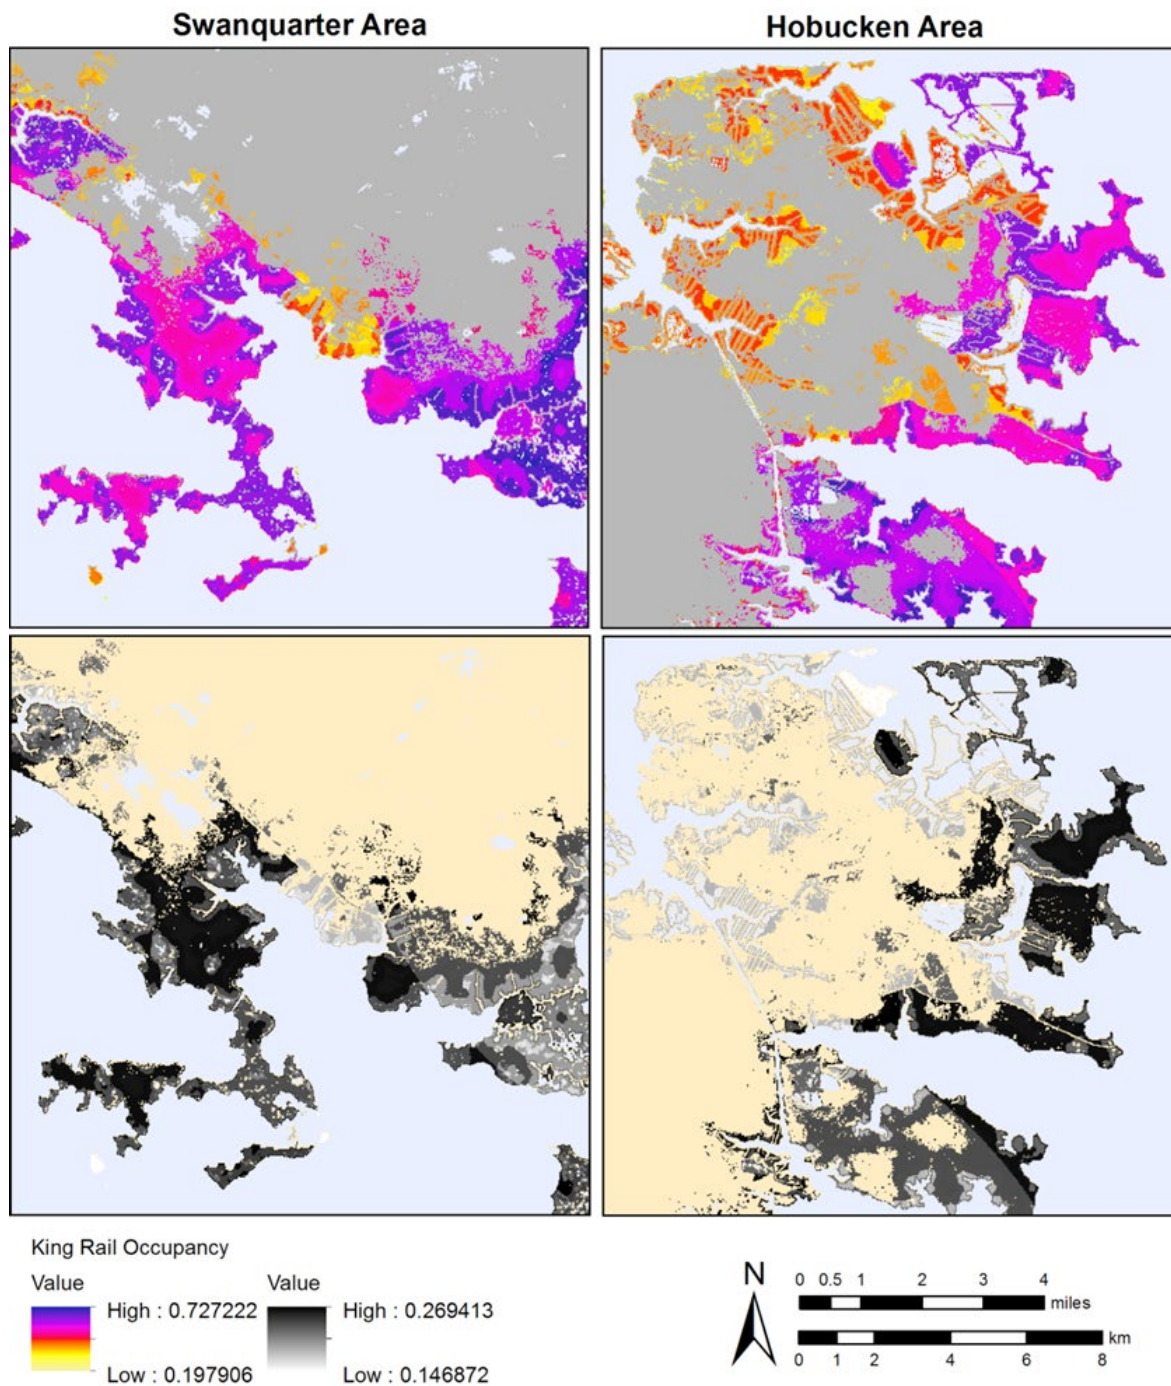 Swanquarter Area
Hobucken Area
King Rail Occupancy
Value
Value
High : 0.727222
High : 0.269413
Low : 0.197906
Low : 0.146872
N
0 0.5 1 2 3 4
miles
km
0 1 2 4 6 8